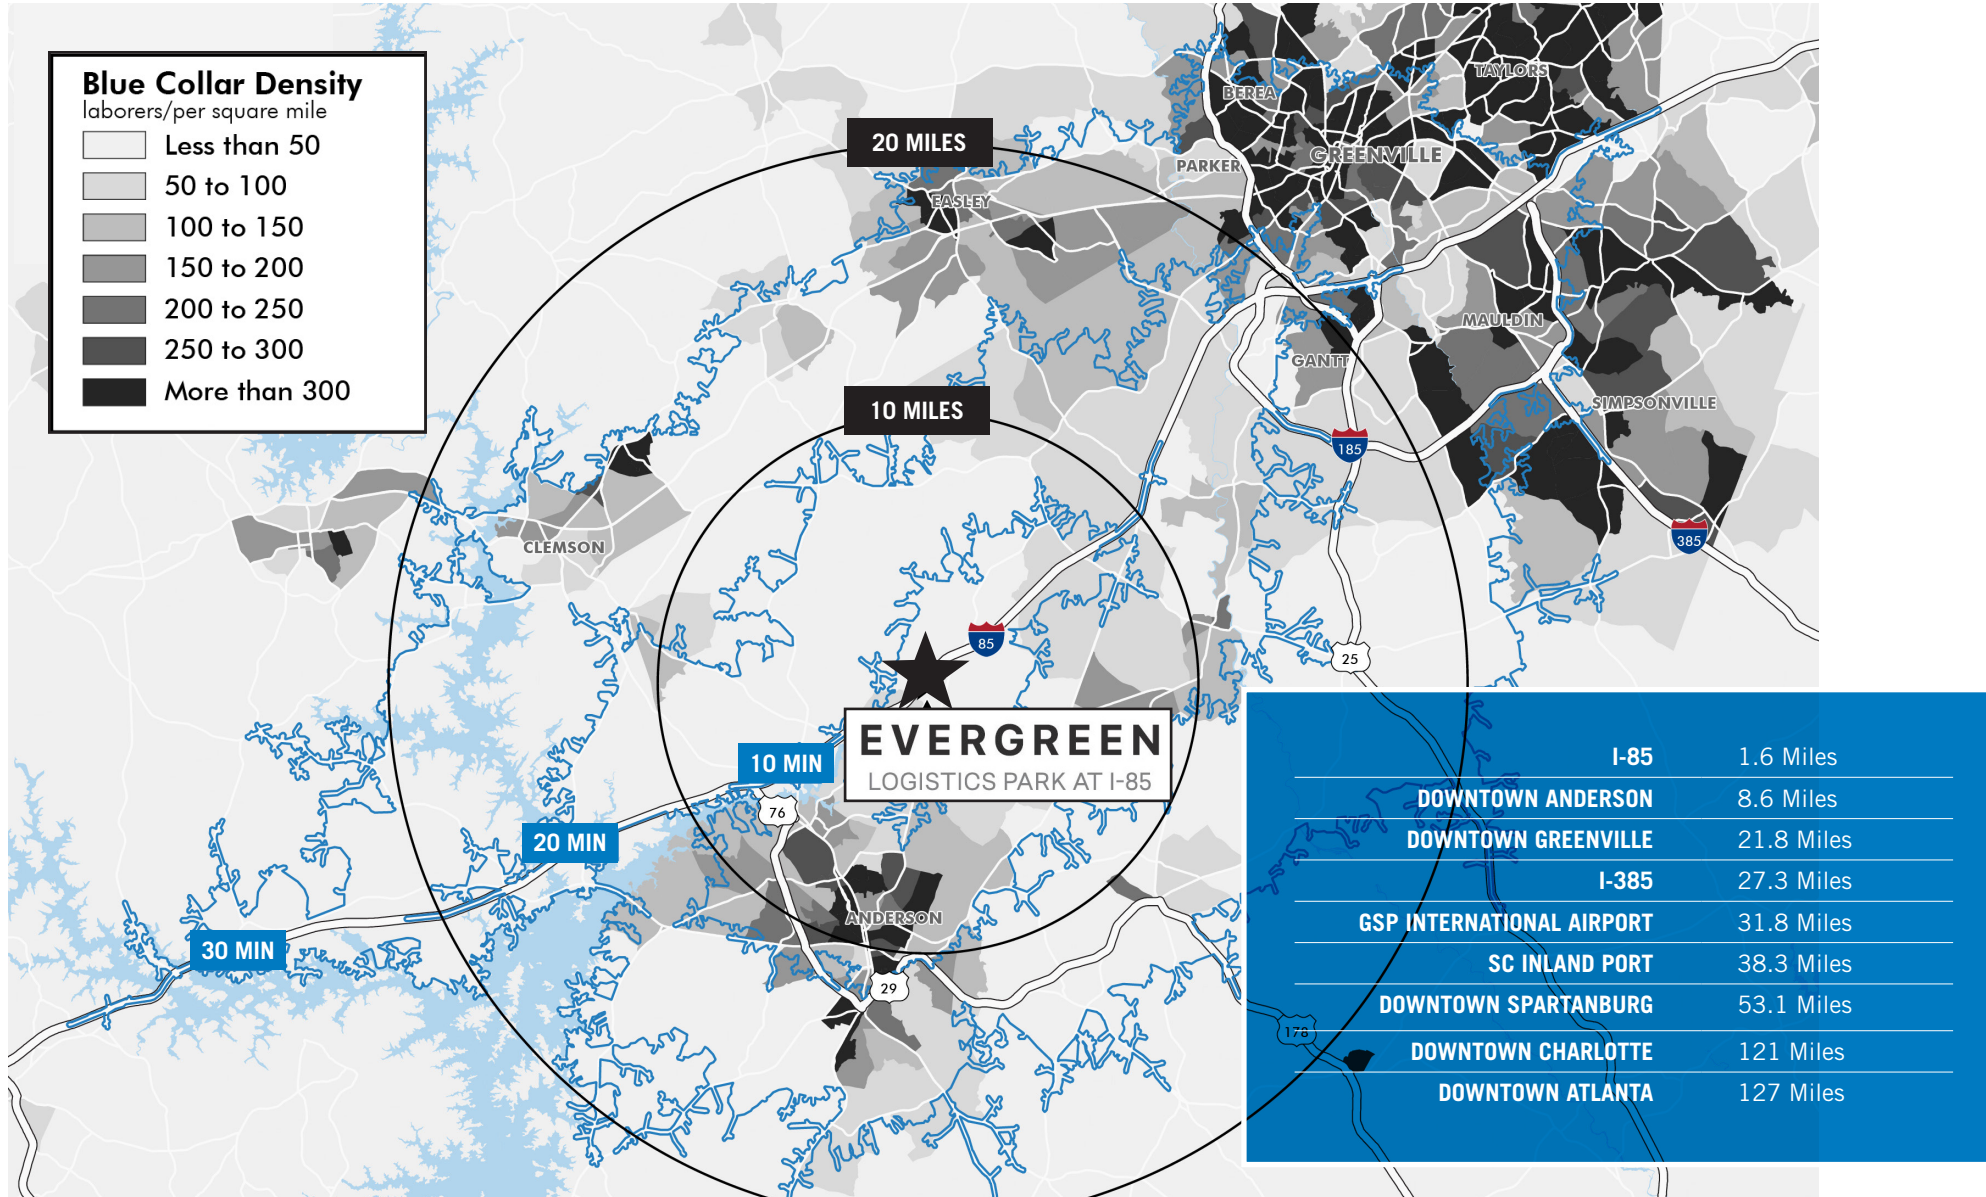 Blue Collar Density
laborers/per square mile
Less than 50
50 to 100
100 to 150
150 to 200
200 to 250
250 to 300
More than 300
20 MILES
10 MILES
TAYLORS
BEREA
GREENVILLE
PARKER
EASLEY
MAULDIN
GANTT
SIMPSONVILLE
185
385
CLEMSON
85
25
EVERGREEN
LOGISTICS PARK AT I-85
10 MIN
76
20 MIN
ANDERSON
30 MIN
29
178
I-85 1.6 Miles
DOWNTOWN ANDERSON 8.6 Miles
DOWNTOWN GREENVILLE 21.8 Miles
I-385 27.3 Miles
GSP INTERNATIONAL AIRPORT 31.8 Miles
SC INLAND PORT 38.3 Miles
DOWNTOWN SPARTANBURG 53.1 Miles
DOWNTOWN CHARLOTTE 121 Miles
DOWNTOWN ATLANTA 127 Miles